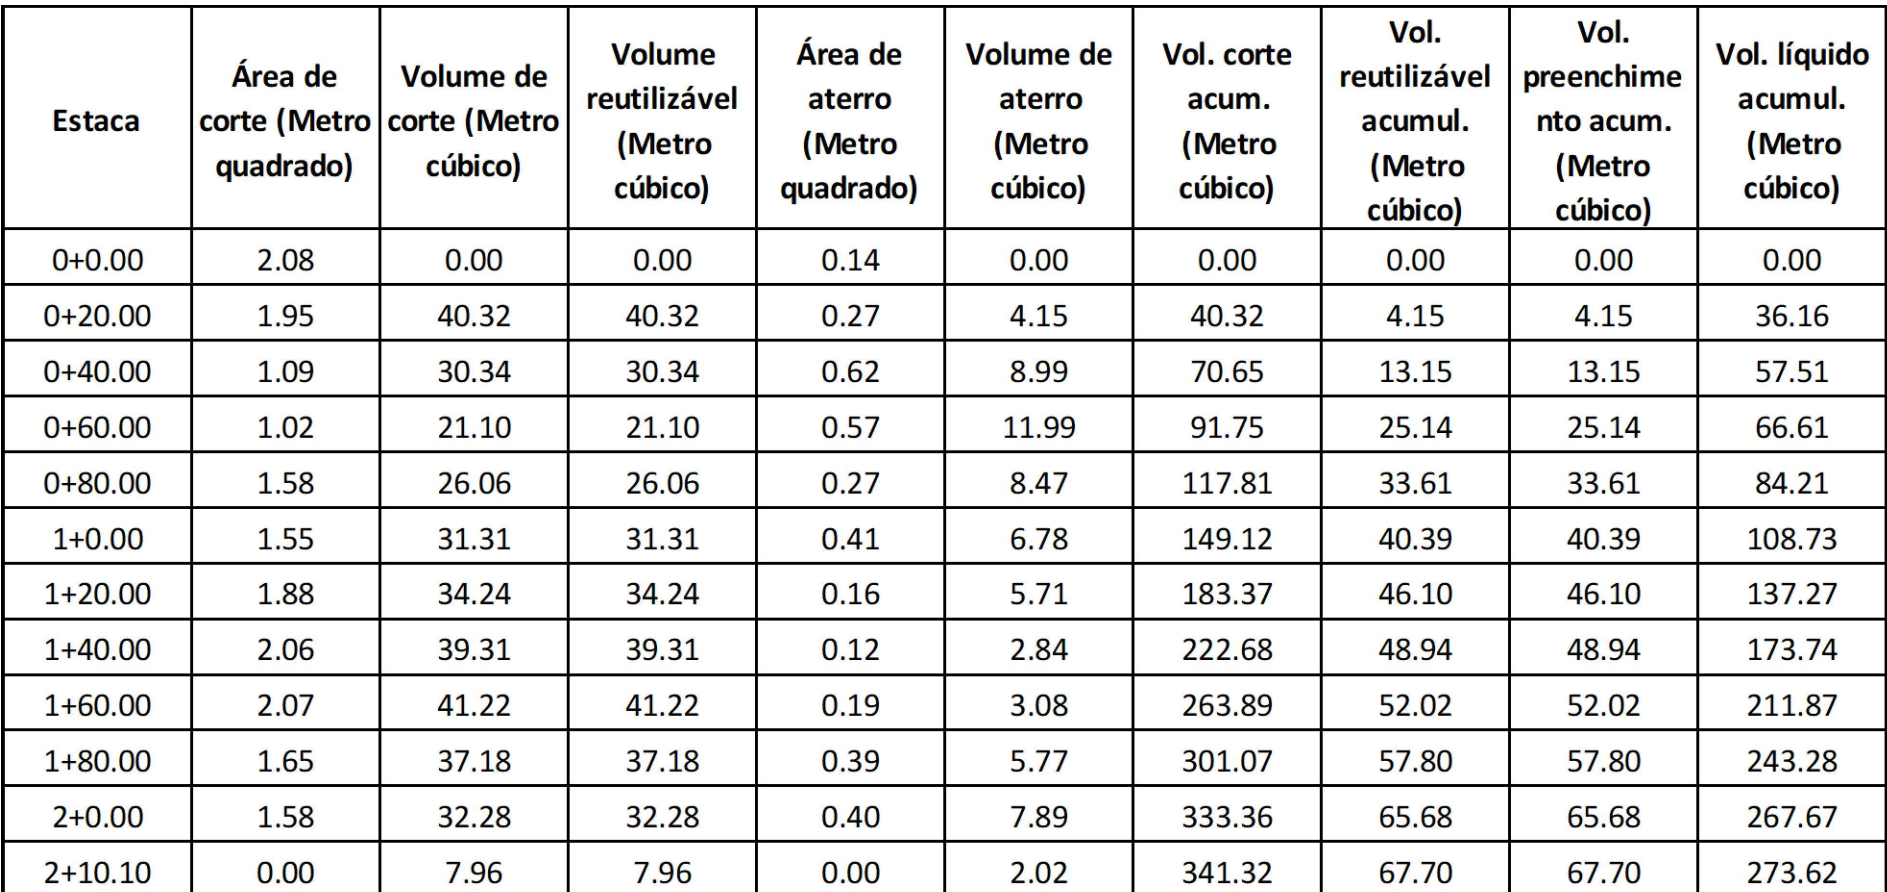 Estaca Área de corte (Metro quadrado) Volume de corte (Metro cúbico) Volume reutilizável (Metro cúbico) Área de aterro (Metro quadrado) Volume de aterro (Metro cúbico) Vol. corte acum. (Metro cúbico) Vol. reutilizável acumul. (Metro cúbico) Vol. preenchime nto acum. (Metro cúbico) Vol. líquido acumul. (Metro cúbico)
0+0.00 2.08 0.00 0.00 0.14 0.00 0.00 0.00 0.00 0.00
0+20.00 1.95 40.32 40.32 0.27 4.15 40.32 4.15 4.15 36.16
0+40.00 1.09 30.34 30.34 0.62 8.99 70.65 13.15 13.15 57.51
0+60.00 1.02 21.10 21.10 0.57 11.99 91.75 25.14 25.14 66.61
0+80.00 1.58 26.06 26.06 0.27 8.47 117.81 33.61 33.61 84.21
1+0.00 1.55 31.31 31.31 0.41 6.78 149.12 40.39 40.39 108.73
1+20.00 1.88 34.24 34.24 0.16 5.71 183.37 46.10 46.10 137.27
1+40.00 2.06 39.31 39.31 0.12 2.84 222.68 48.94 48.94 173.74
1+60.00 2.07 41.22 41.22 0.19 3.08 263.89 52.02 52.02 211.87
1+80.00 1.65 37.18 37.18 0.39 5.77 301.07 57.80 57.80 243.28
2+0.00 1.58 32.28 32.28 0.40 7.89 333.36 65.68 65.68 267.67
2+10.10 0.00 7.96 7.96 0.00 2.02 341.32 67.70 67.70 273.62